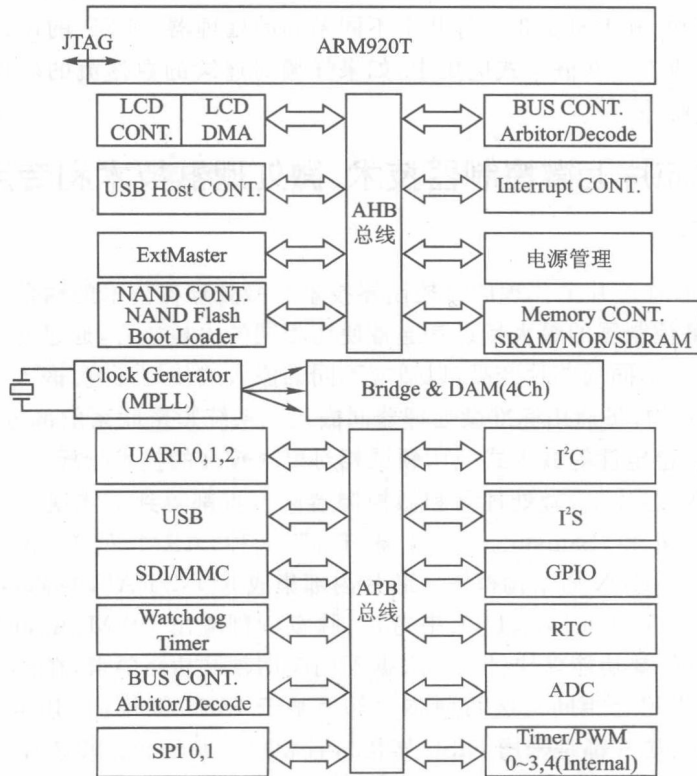 JTAG
ARM920T
LCD
CONT.
LCD
DMA
BUS CONT.
Arbitor/Decode
USB Host CONT.
Interrupt CONT.
AHB
总线
ExtMaster
电源管理
NAND CONT.
NAND Flash
Boot Loader
Memory CONT.
SRAM/NOR/SDRAM
Clock Generator
(MPLL)
Bridge & DAM(4Ch)
UART 0,1,2
I²C
USB
I²S
SDI/MMC
GPIO
APB
总线
Watchdog
Timer
RTC
BUS CONT.
Arbitor/Decode
ADC
SPI 0,1
Timer/PWM
0~3,4(Internal)